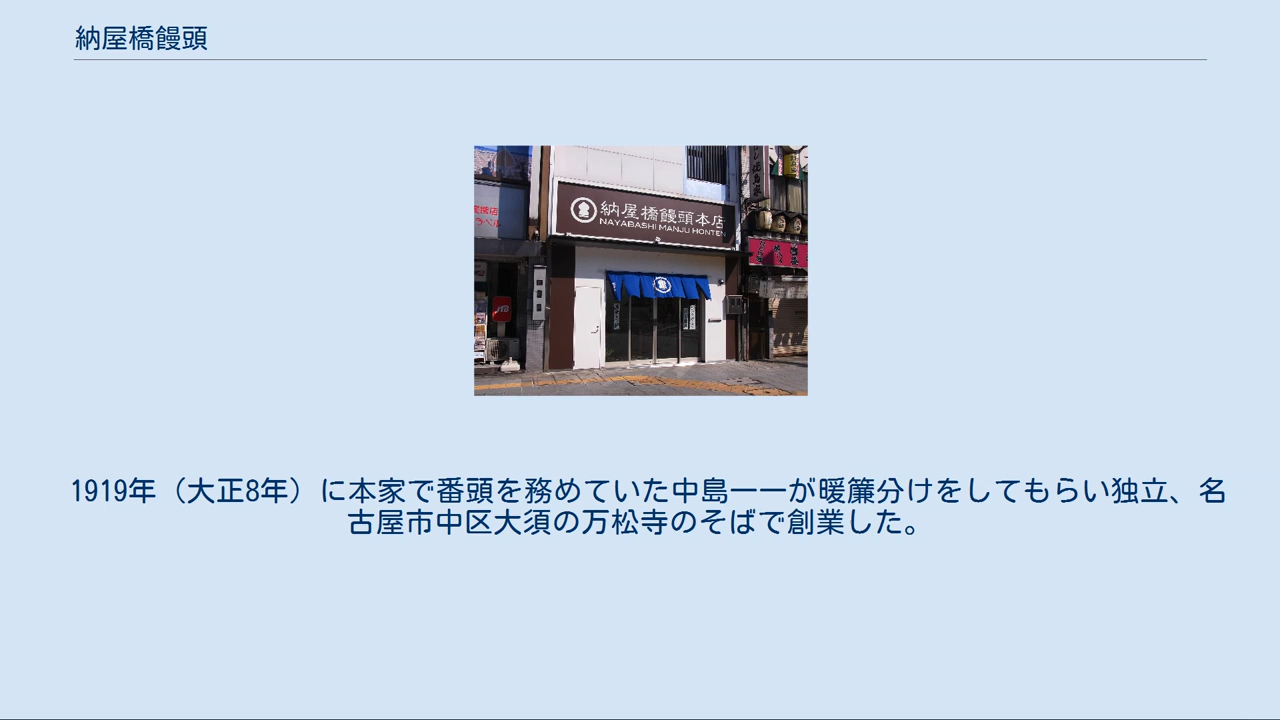 納屋橋饅頭
納屋橋饅頭本店
NAYABASHI MANJU HONTEN
1919年（大正8年）に本家で番頭を務めていた中島一一が暖簾分けをしてもらい独立、名
古屋市中区大須の万松寺のそばで創業した。